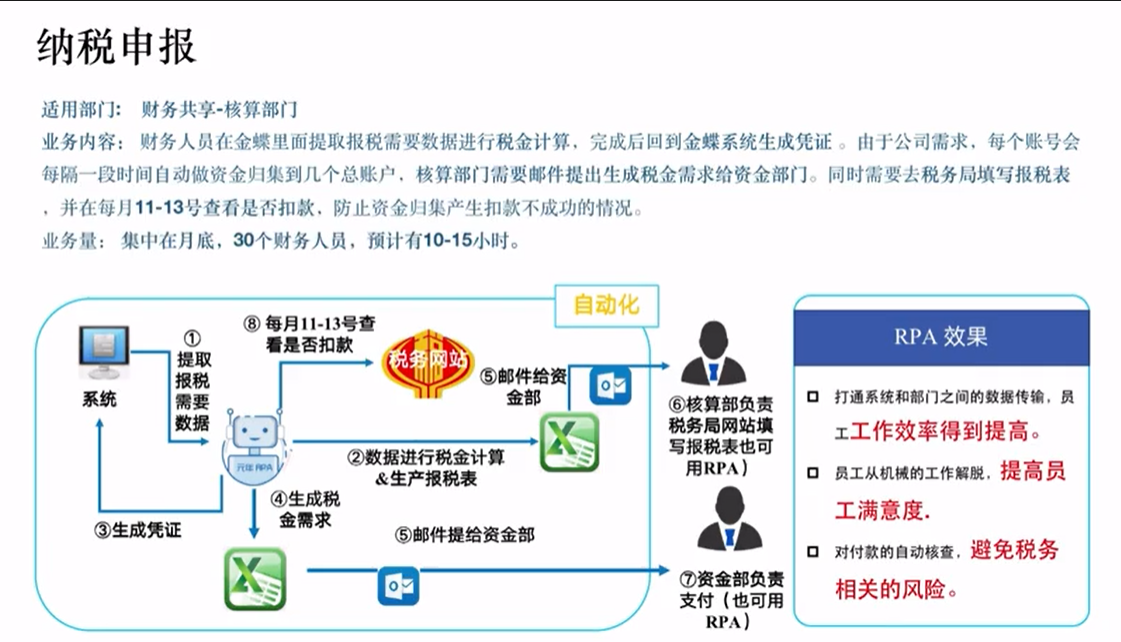 纳税申报
适用部门： 财务共享-核算部门
业务内容： 财务人员在金蝶里面提取报税需要数据进行税金计算，完成后回到金蝶系统生成凭证 。由于公司需求，每个账号会
每隔一段时间自动做资金归集到几个总账户，核算部门需要邮件提出生成税金需求给资金部门。同时需要去税务局填写报税表
，并在每月11-13号查看是否扣款，防止资金归集产生扣款不成功的情况。
业务量： 集中在月底，30个财务人员，预计有10-15小时。
自动化
系统
①
提取
报税
需要
数据
⑧ 每月11-13号查
看是否扣款
税务网站
⑤邮件给资
金部
元年 RPA
②数据进行税金计算
&生产报税表
③生成凭证
④生成税
金需求
⑤邮件提给资金部
⑥核算部负责
税务局网站填
写报税表也可
用RPA）
⑦资金部负责
支付（也可用
RPA）
RPA 效果
打通系统和部门之间的数据传输，员
工工作效率得到提高。
员工从机械的工作解脱，提高员
工满意度.
对付款的自动核查，避免税务
相关的风险。